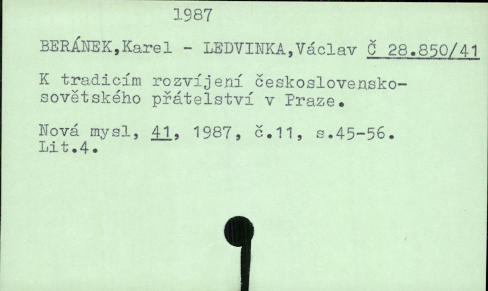 1987
BERÁNEK,Karel - LEDVINKA,Václav Č 28.850/41
K tradicím rozvíjení československo-
sovětského přátelství v Praze.
Nová mysl, 41, 1987, č.11, s.45-56.
Lit.4.